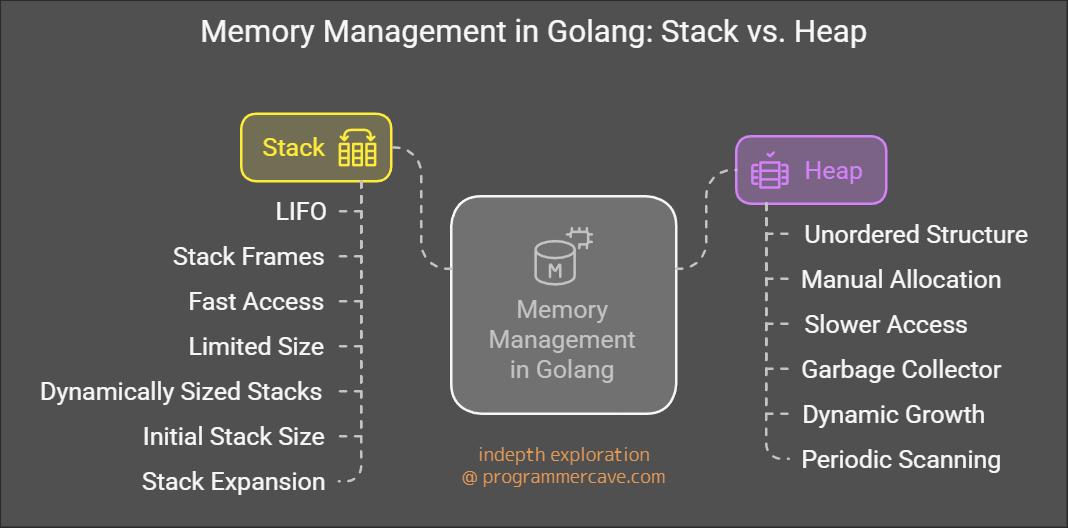 Memory Management in Golang: Stack vs. Heap
Stack
LIFO
Stack Frames
Fast Access
Limited Size
Dynamically Sized Stacks
Initial Stack Size
Stack Expansion
M
Memory
Management
in Golang
indepth exploration
@ programmercave.com
Heap
Unordered Structure
Manual Allocation
Slower Access
Garbage Collector
Dynamic Growth
Periodic Scanning